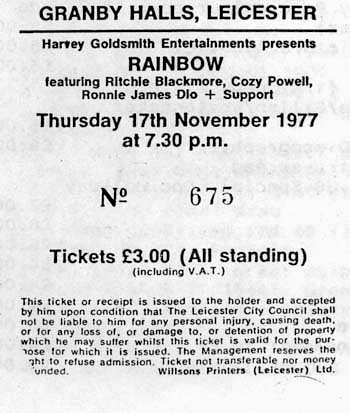 GRANBY HALLS, LEICESTER
Harvey Goldsmith Entertainments presents
RAINBOW
featuring Ritchie Blackmore, Cozy Powell,
Ronnie James Dio + Support
Thursday 17th November 1977
at 7.30 p.m.
Nº 675
Tickets £3.00 (All standing)
(including V.A.T.)
This ticket or receipt is issued to the holder and accepted
by him upon condition that The Leicester City Council shall
not be liable to him for any personal injury, causing death,
or for any loss of, or damage to, or detention of property
which he may suffer whilst this ticket is valid for the pur-
ose for which it is issued. The Management reserves the
ght to refuse admission. Ticket not transferable nor money
unded. Willsons Printers (Leicester) Ltd.